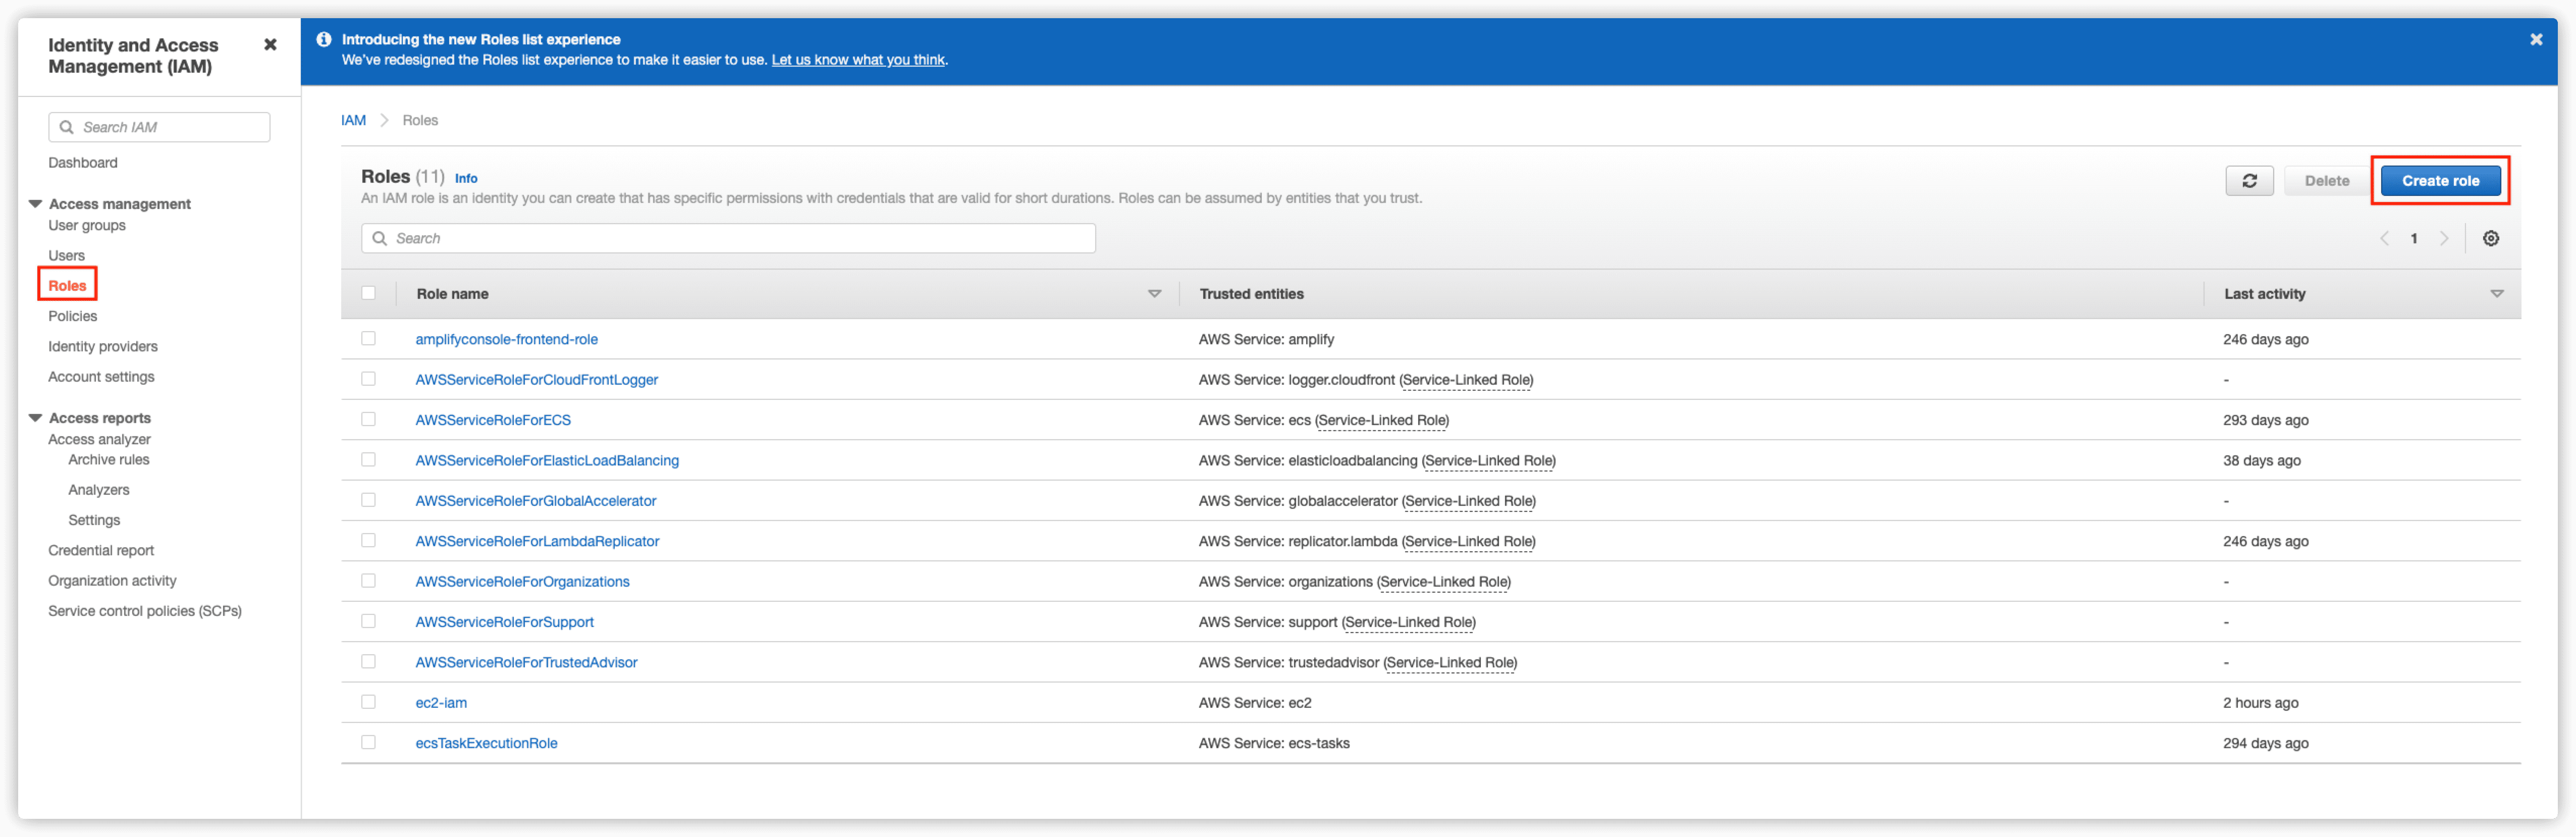 Identity and Access
Management (IAM)
Search IAM
Dashboard
Access management
User groups
Users
Roles
Policies
Identity providers
Account settings
Access reports
Access analyzer
Archive rules
Analyzers
Settings
Credential report
Organization activity
Service control policies (SCPs)
Introducing the new Roles list experience
We've redesigned the Roles list experience to make it easier to use. Let us know what you think.
IAM > Roles
Roles (11) Info
An IAM role is an identity you can create that has specific permissions with credentials that are valid for short durations. Roles can be assumed by entities that you trust.
Delete Create role
Search
1
Role name Trusted entities Last activity
amplifyconsole-frontend-role AWS Service: amplify 246 days ago
AWSServiceRoleForCloudFrontLogger AWS Service: logger.cloudfront (Service-Linked Role) -
AWSServiceRoleForECS AWS Service: ecs (Service-Linked Role) 293 days ago
AWSServiceRoleForElasticLoadBalancing AWS Service: elasticloadbalancing (Service-Linked Role) 38 days ago
AWSServiceRoleForGlobalAccelerator AWS Service: globalaccelerator (Service-Linked Role) -
AWSServiceRoleForLambdaReplicator AWS Service: replicator.lambda (Service-Linked Role) 246 days ago
AWSServiceRoleForOrganizations AWS Service: organizations (Service-Linked Role) -
AWSServiceRoleForSupport AWS Service: support (Service-Linked Role) -
AWSServiceRoleForTrustedAdvisor AWS Service: trustedadvisor (Service-Linked Role) -
ec2-iam AWS Service: ec2 2 hours ago
ecsTaskExecutionRole AWS Service: ecs-tasks 294 days ago